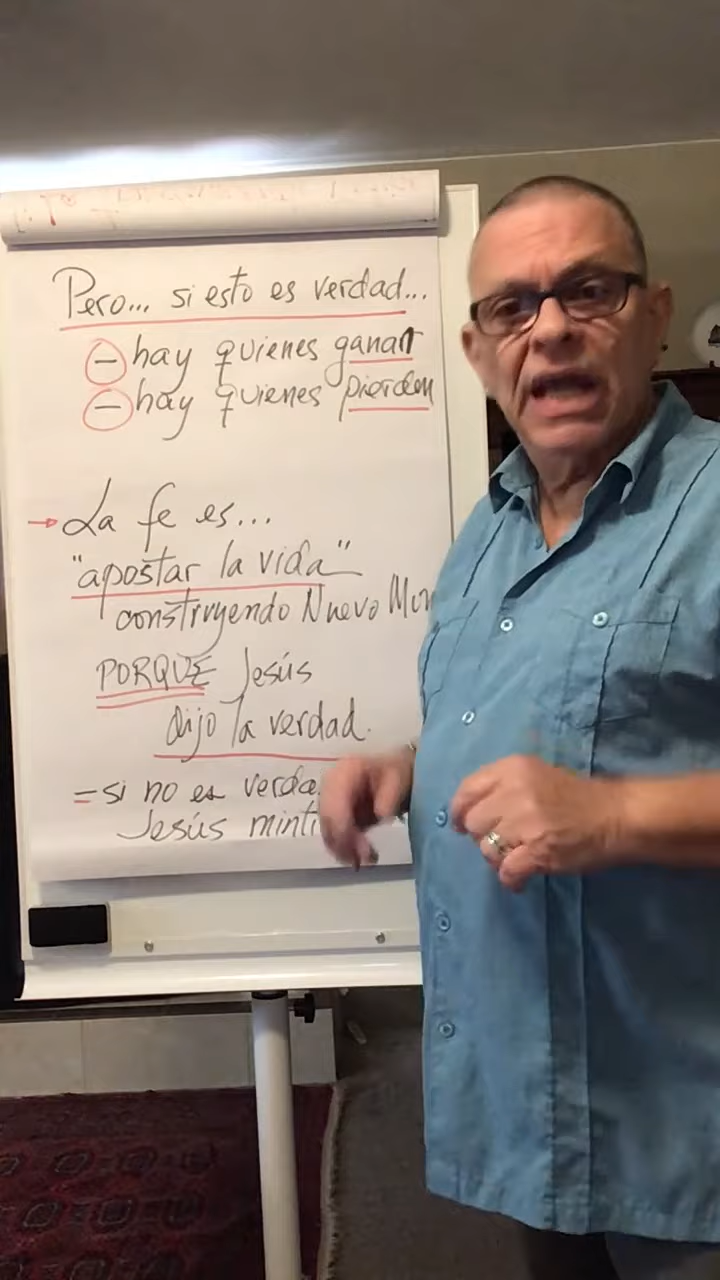 Pero... si esto es verdad...
- hay quienes ganan
- hay quienes pierden
→ La fe es...
"apostar la vida"
construyendo Nuevo
PORQUE Jesús
dijo la verdad.
= si no es
Jesús